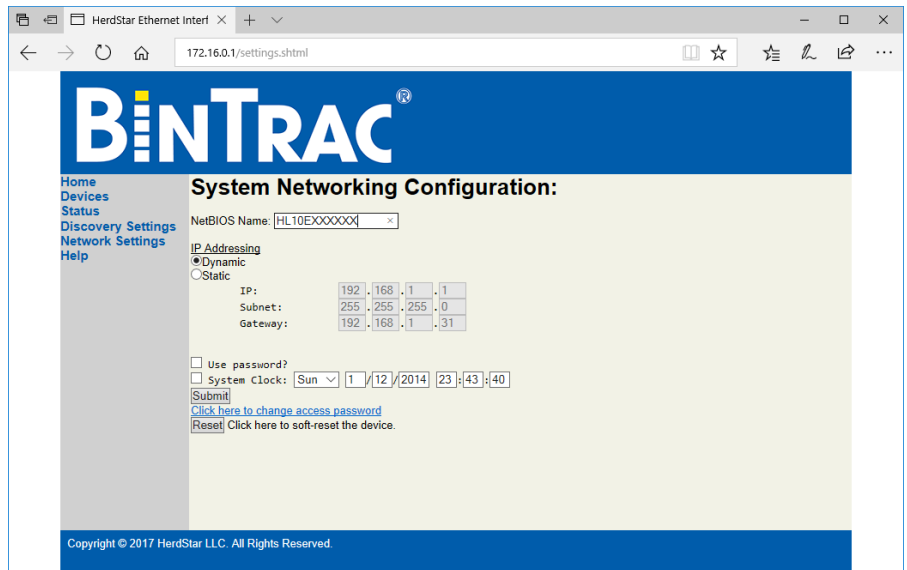 HerdStar Ethernet Interf
172.16.0.1/settings.shtml
BINTRAC®
Home
Devices
Status
Discovery Settings
Network Settings
Help
System Networking Configuration:
NetBIOS Name: HL10EXXXXXX
IP Addressing
Dynamic
Static
IP: 192 . 168 . 1 . 1
Subnet: 255 . 255 . 255 . 0
Gateway: 192 . 168 . 1 . 31
Use password?
System Clock: Sun 1 / 12 / 2014 23 : 43 : 40
Submit
Click here to change access password
Reset Click here to soft-reset the device.
Copyright © 2017 HerdStar LLC. All Rights Reserved.